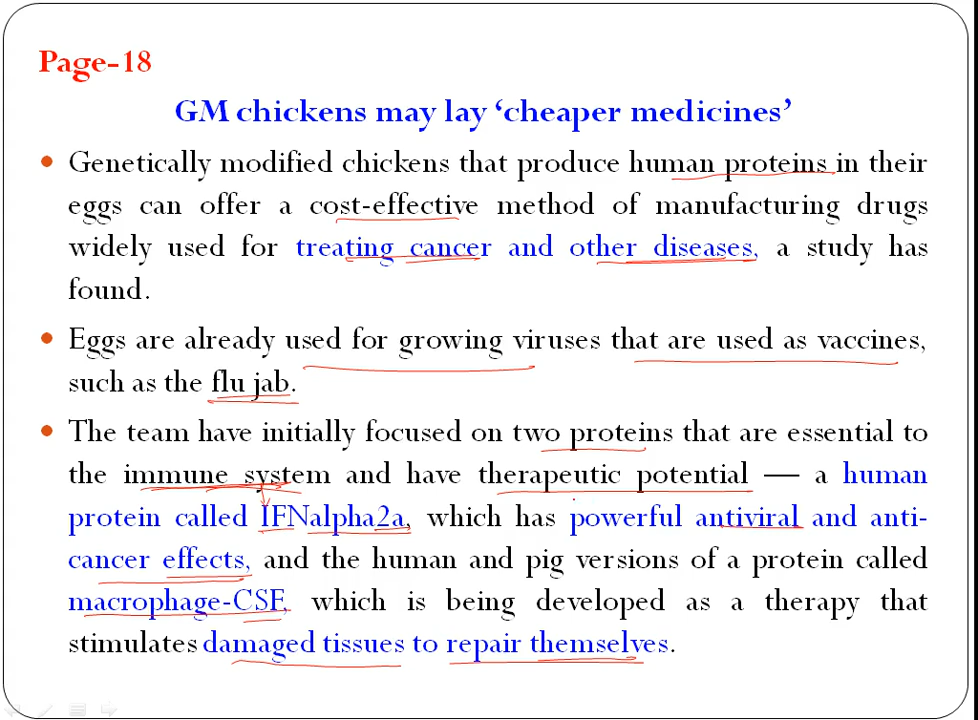 Page-18
GM chickens may lay ‘cheaper medicines’
• Genetically modified chickens that produce human proteins in their
eggs can offer a cost-effective method of manufacturing drugs
widely used for treating cancer and other diseases, a study has
found.
• Eggs are already used for growing viruses that are used as vaccines,
such as the flu jab.
• The team have initially focused on two proteins that are essential to
the immune system and have therapeutic potential — a human
protein called IFNalpha2a, which has powerful antiviral and anti-
cancer effects, and the human and pig versions of a protein called
macrophage-CSF, which is being developed as a therapy that
stimulates damaged tissues to repair themselves.